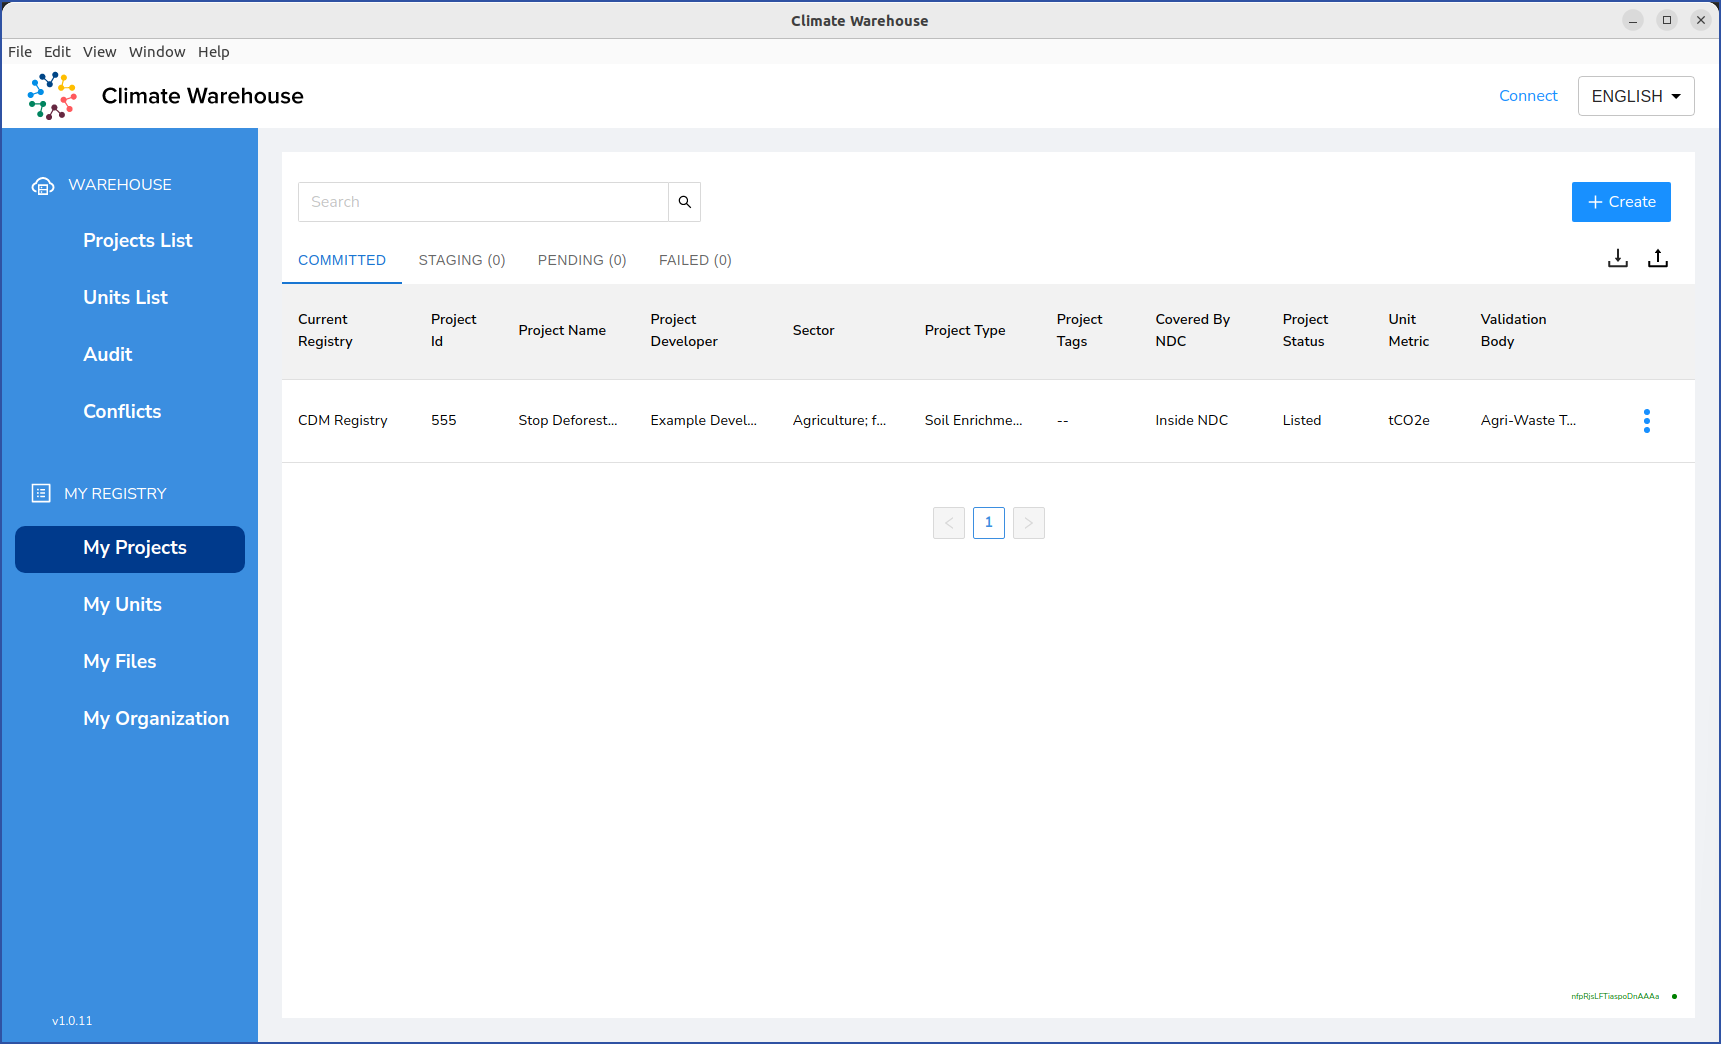 Climate Warehouse
File Edit View Window Help
Climate Warehouse
Connect
ENGLISH
WAREHOUSE
Projects List
Units List
Audit
Conflicts
MY REGISTRY
My Projects
My Units
My Files
My Organization
v1.0.11
Search
+ Create
COMMITTED STAGING (0) PENDING (0) FAILED (0)
Current Registry Project Id Project Name Project Developer Sector Project Type Project Tags Covered By NDC Project Status Unit Metric Validation Body
CDM Registry 555 Stop Deforest... Example Devel... Agriculture; f... Soil Enrichme... -- Inside NDC Listed tCO2e Agri-Waste T...
< 1 >
nfpRjsLFTiaspoDnAAAa